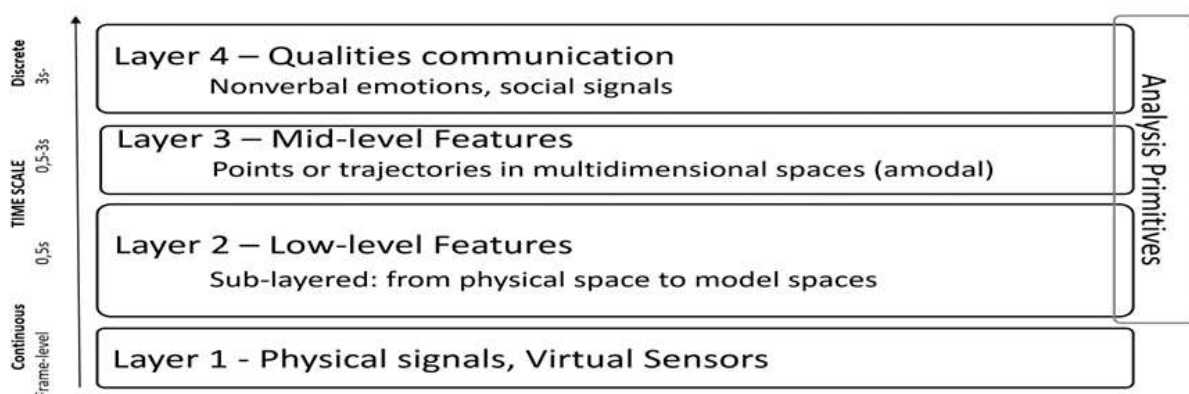 Layer 4 – Qualities communication
Nonverbal emotions, social signals
Layer 3 – Mid-level Features
Points or trajectories in multidimensional spaces (amodal)
Layer 2 – Low-level Features
Sub-layered: from physical space to model spaces
Layer 1 - Physical signals, Virtual Sensors
Analysis Primitives
Discrete
TIME SCALE
Continuous
3s-
0,5-3s
0,5s
Frame-level